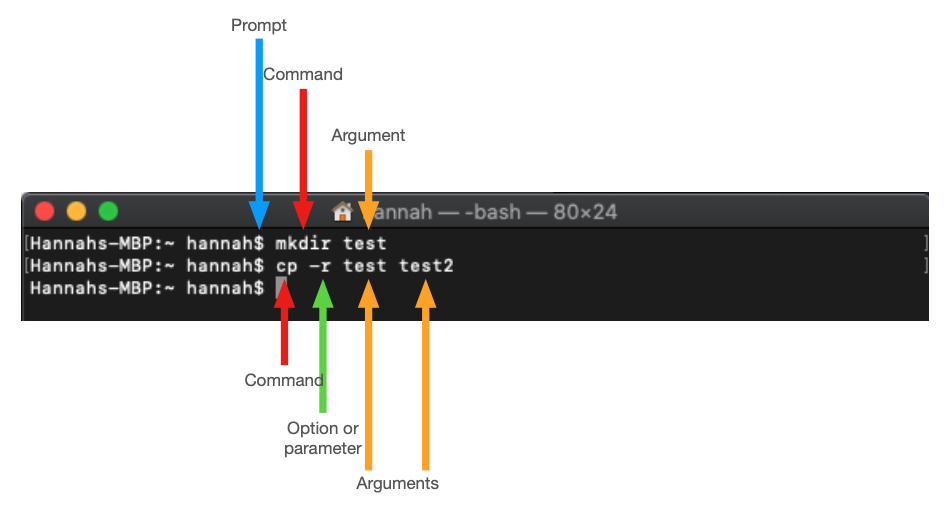 Prompt
Command
Argument
annah — -bash — 80×24
[Hannahs-MBP:~ hannah$ mkdir test ]
[Hannahs-MBP:~ hannah$ cp -r test test2 ]
Hannahs-MBP:~ hannah$
Command
Option or
parameter
Arguments